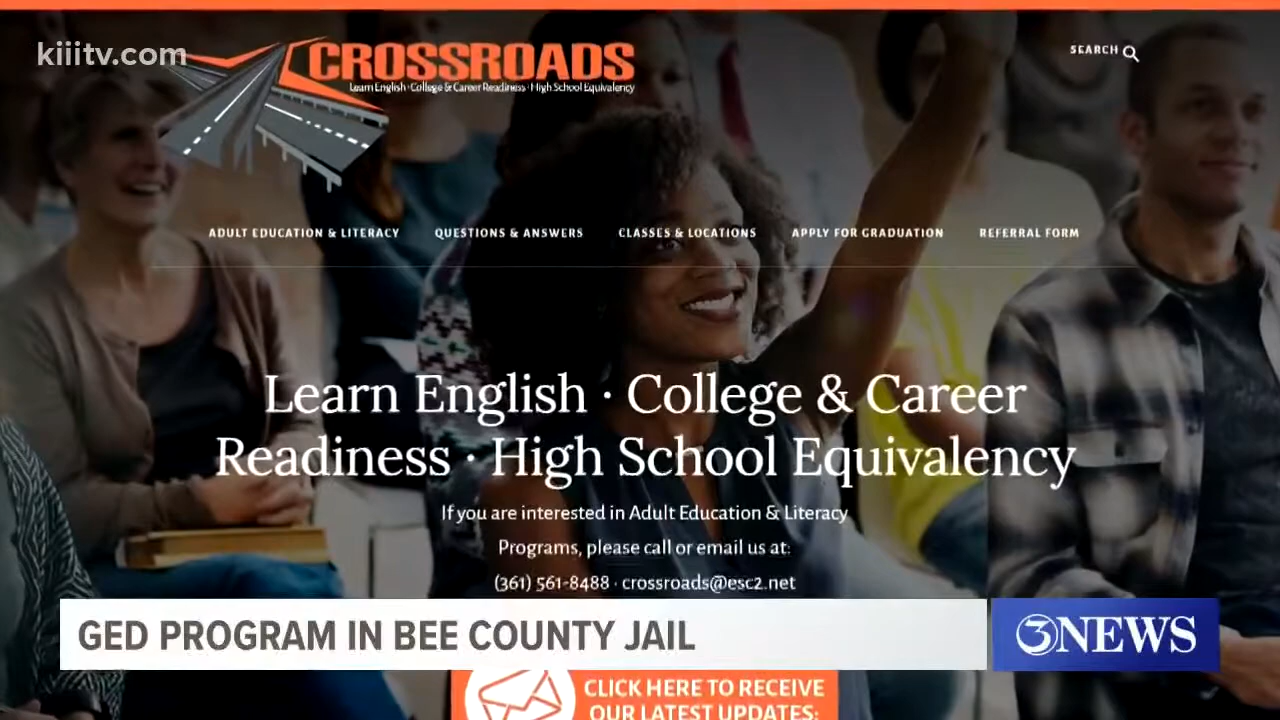 kiiitv.com
CROSSROADS
Learn English · College & Career Readiness · High School Equivalency
SEARCH
ADULT EDUCATION & LITERACY QUESTIONS & ANSWERS CLASSES & LOCATIONS APPLY FOR GRADUATION REFERRAL FORM
Learn English · College & Career
Readiness · High School Equivalency
If you are interested in Adult Education & Literacy
Programs, please call or email us at:
(361) 561-8488 · crossroads@esc2.net
GED PROGRAM IN BEE COUNTY JAIL
3NEWS
CLICK HERE TO RECEIVE
OUR LATEST UPDATES: